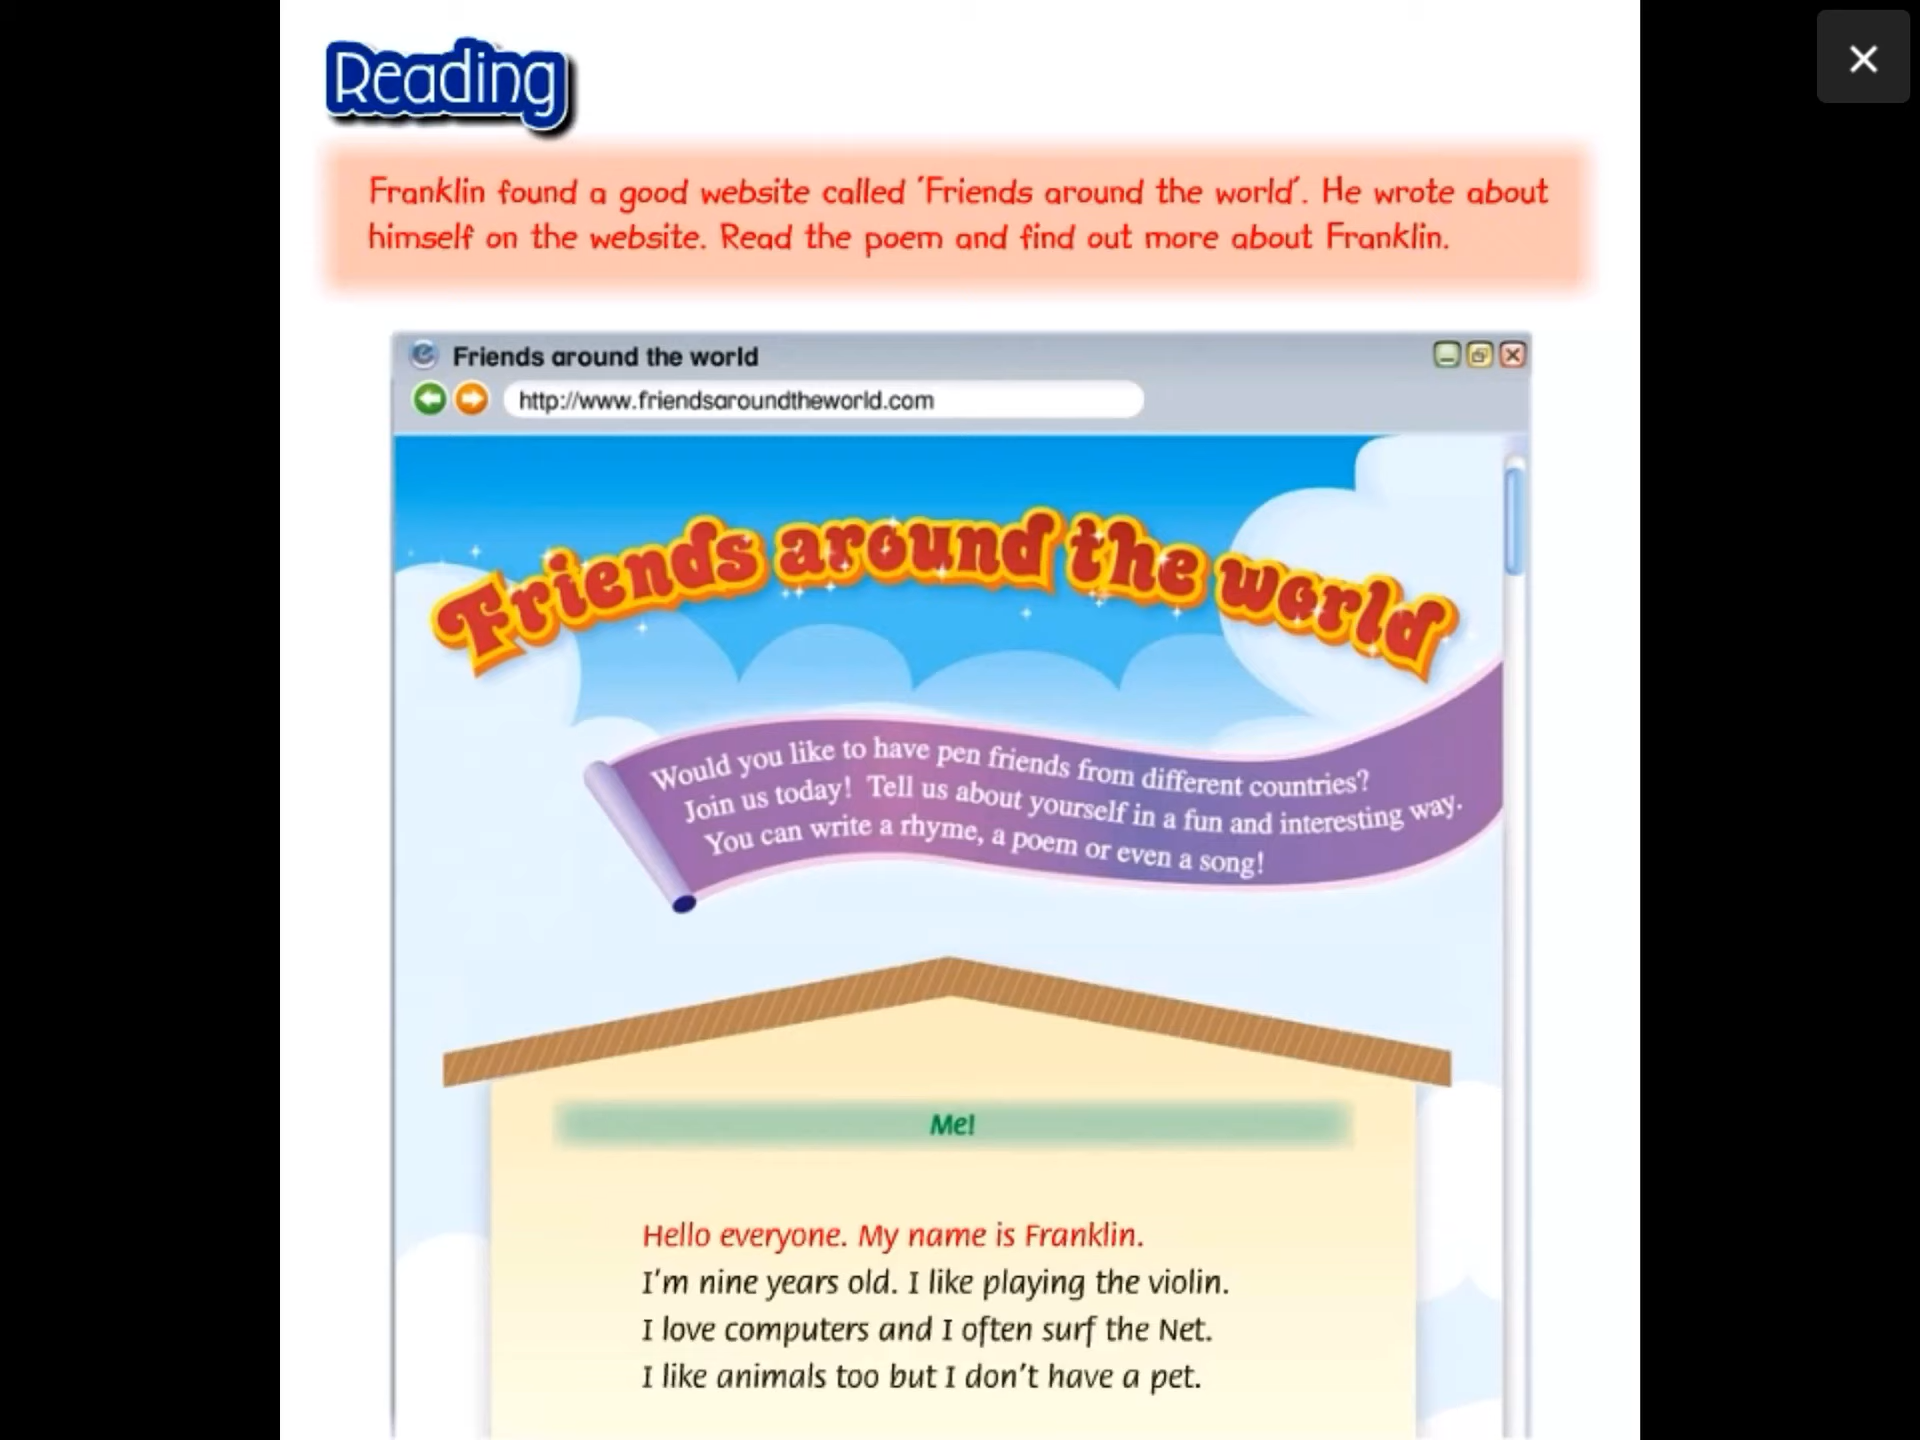 Reading
Franklin found a good website called 'Friends around the world'. He wrote about
himself on the website. Read the poem and find out more about Franklin.
Friends around the world
http://www.friendsaroundtheworld.com
Friends around the world
Would you like to have pen friends from different countries?
Join us today! Tell us about yourself in a fun and interesting way.
You can write a rhyme, a poem or even a song!
Me!
Hello everyone. My name is Franklin.
I'm nine years old. I like playing the violin.
I love computers and I often surf the Net.
I like animals too but I don't have a pet.